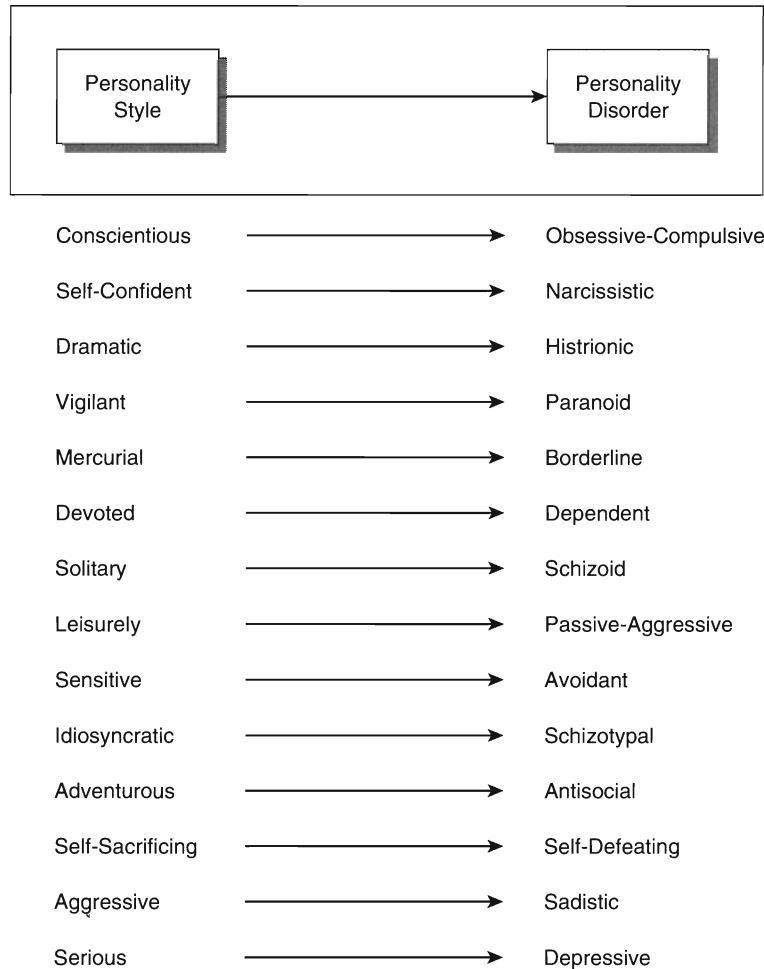 Personality Personality
Style Disorder
Conscientious Obsessive-Compulsive
Self-Confident Narcissistic
Dramatic Histrionic
Vigilant Paranoid
Mercurial Borderline
Devoted Dependent
Solitary Schizoid
Leisurely Passive-Aggressive
Sensitive Avoidant
Idiosyncratic Schizotypal
Adventurous Antisocial
Self-Sacrificing Self-Defeating
Aggressive Sadistic
Serious Depressive